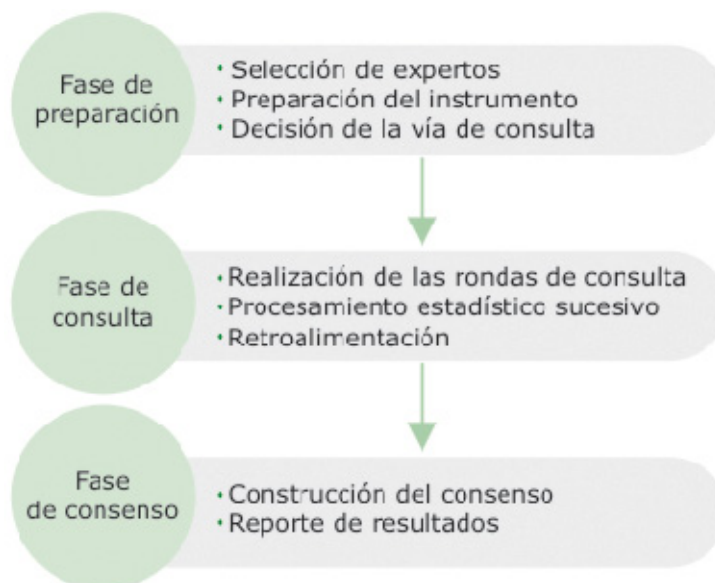 Fase de
preparación
• Selección de expertos
• Preparación del instrumento
• Decisión de la vía de consulta
Fase de
consulta
• Realización de las rondas de consulta
• Procesamiento estadístico sucesivo
• Retroalimentación
Fase
de consenso
• Construcción del consenso
• Reporte de resultados